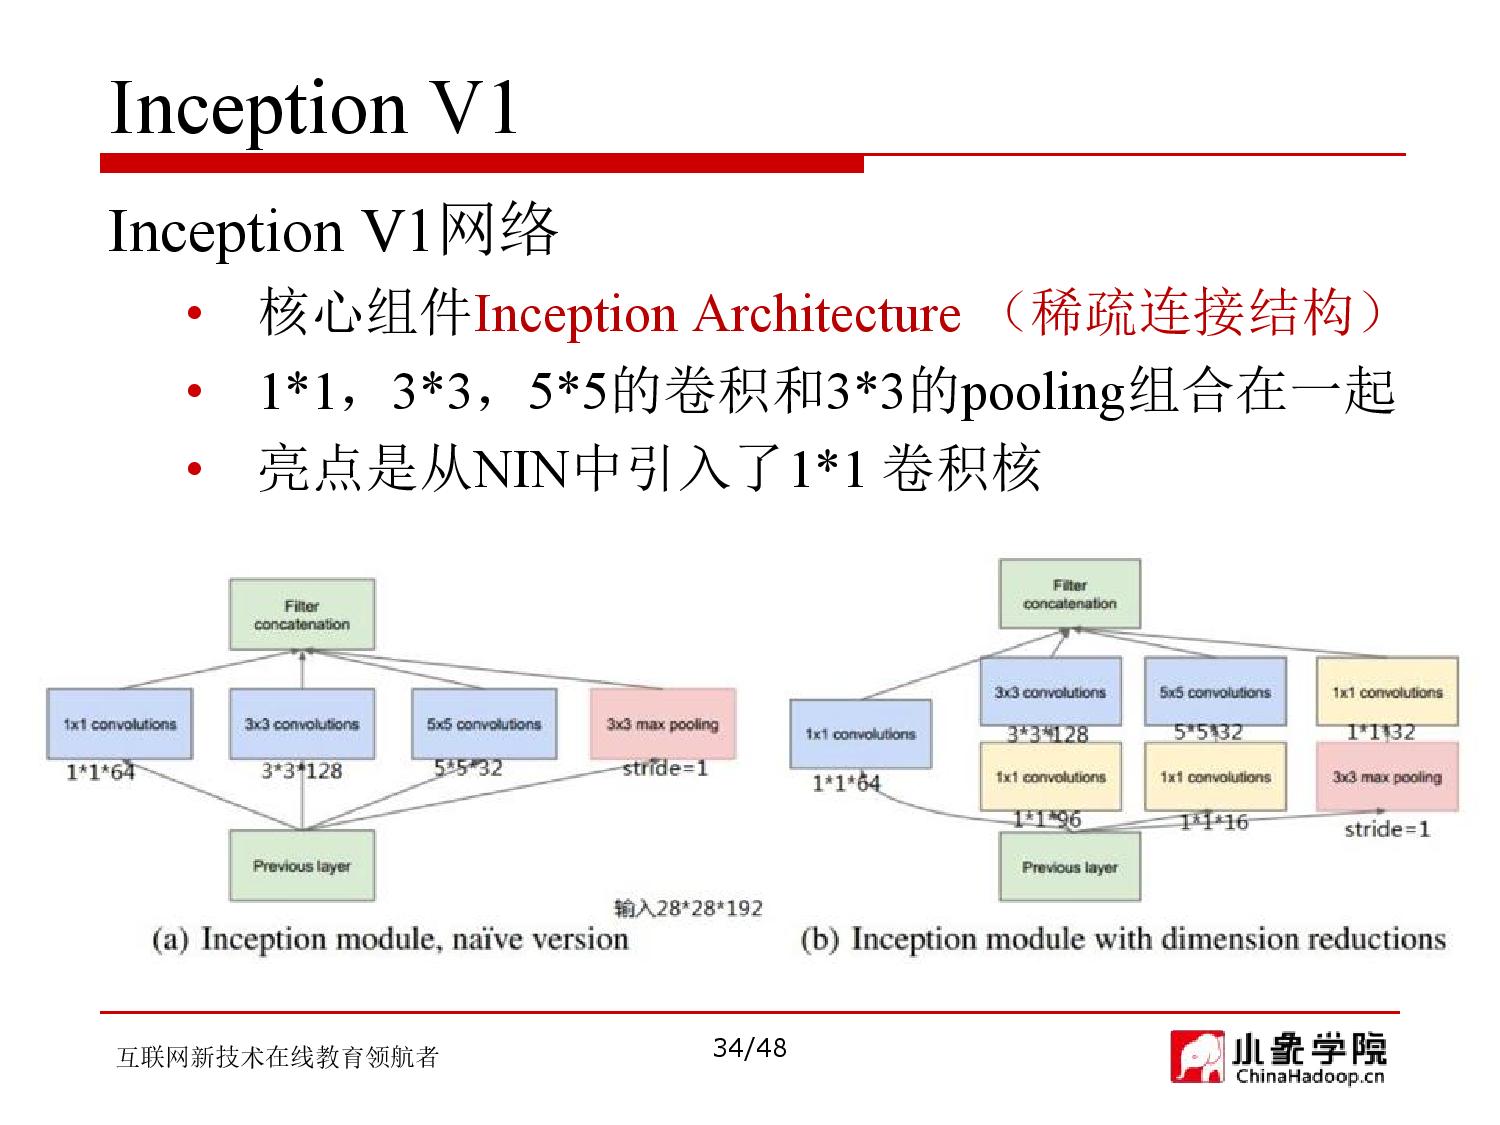 Inception V1
Inception V1网络
• 核心组件Inception Architecture （稀疏连接结构）
• 1*1，3*3，5*5的卷积和3*3的pooling组合在一起
• 亮点是从NIN中引入了1*1 卷积核
Filter
concatenation
1x1 convolutions
3x3 convolutions
5x5 convolutions
3x3 max pooling
1*1*64
3*3*128
5*5*32
stride=1
Previous layer
输入28*28*192
(a) Inception module, naïve version
Filter
concatenation
3x3 convolutions
5x5 convolutions
1x1 convolutions
1x1 convolutions
3*3*128
5*5*32
1*1*32
1*1*64
1x1 convolutions
1x1 convolutions
3x3 max pooling
1*1*96
1*1*16
stride=1
Previous layer
(b) Inception module with dimension reductions
互联网新技术在线教育领航者
34/48
小象学院
ChinaHadoop.cn